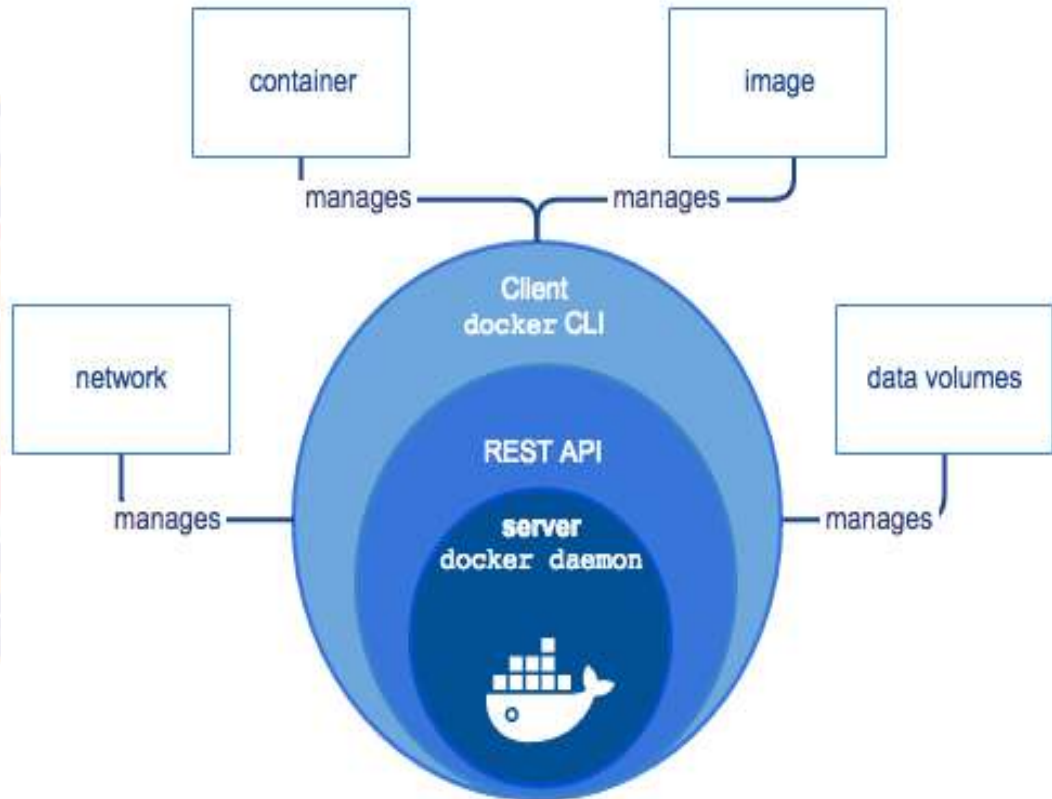 container
image
manages
manages
Client
docker CLI
network
data volumes
REST API
manages
server
docker daemon
manages